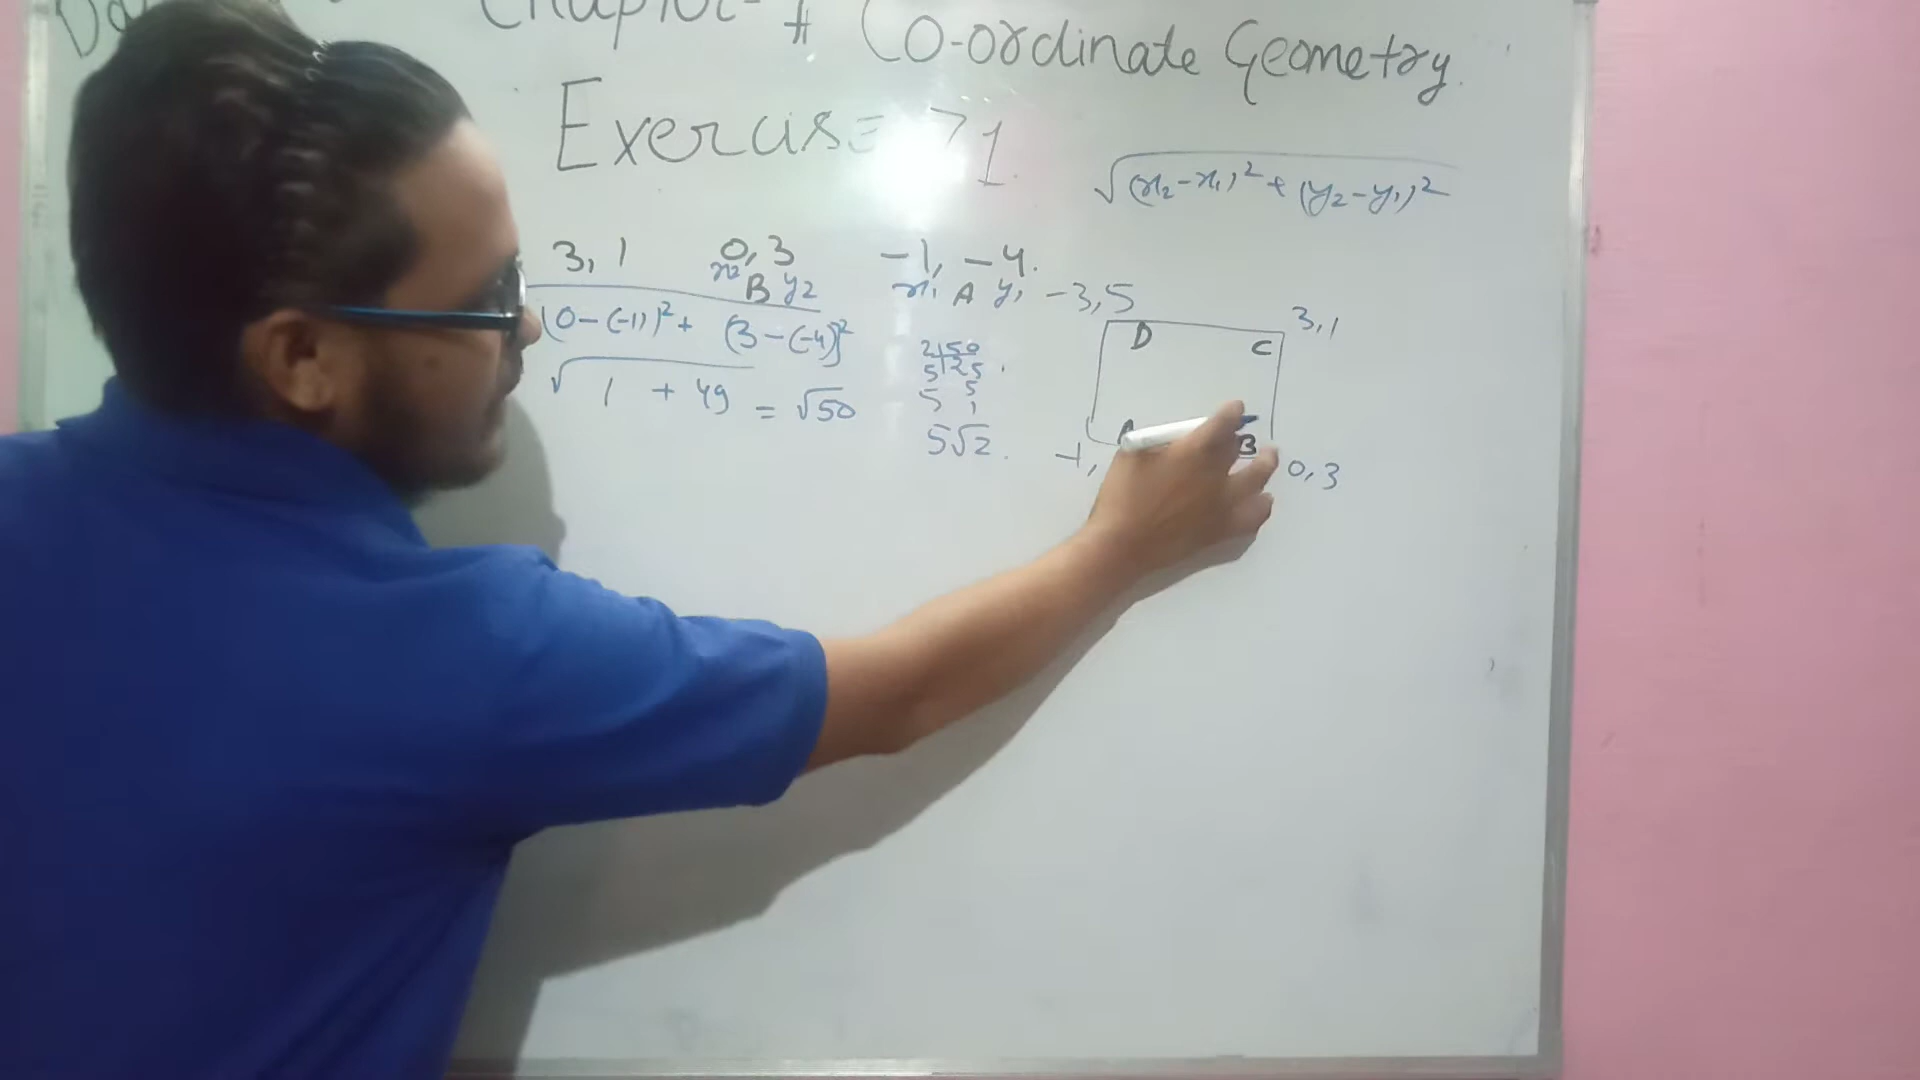 Chapter-7 Co-ordinate Geometry.
Exercise 7.1
√(x₂-x₁)² + (y₂-y₁)²
3, 1   0, 3   -1, -4.
x₂ B y₂   x₁ A y₁
(0-(-1))² + (3-(-4)]²
√ 1 + 49 = √50
2|50
5|25
5 5
1
5√2.
-3,5
3,1
D C
A B
-1,
0,3